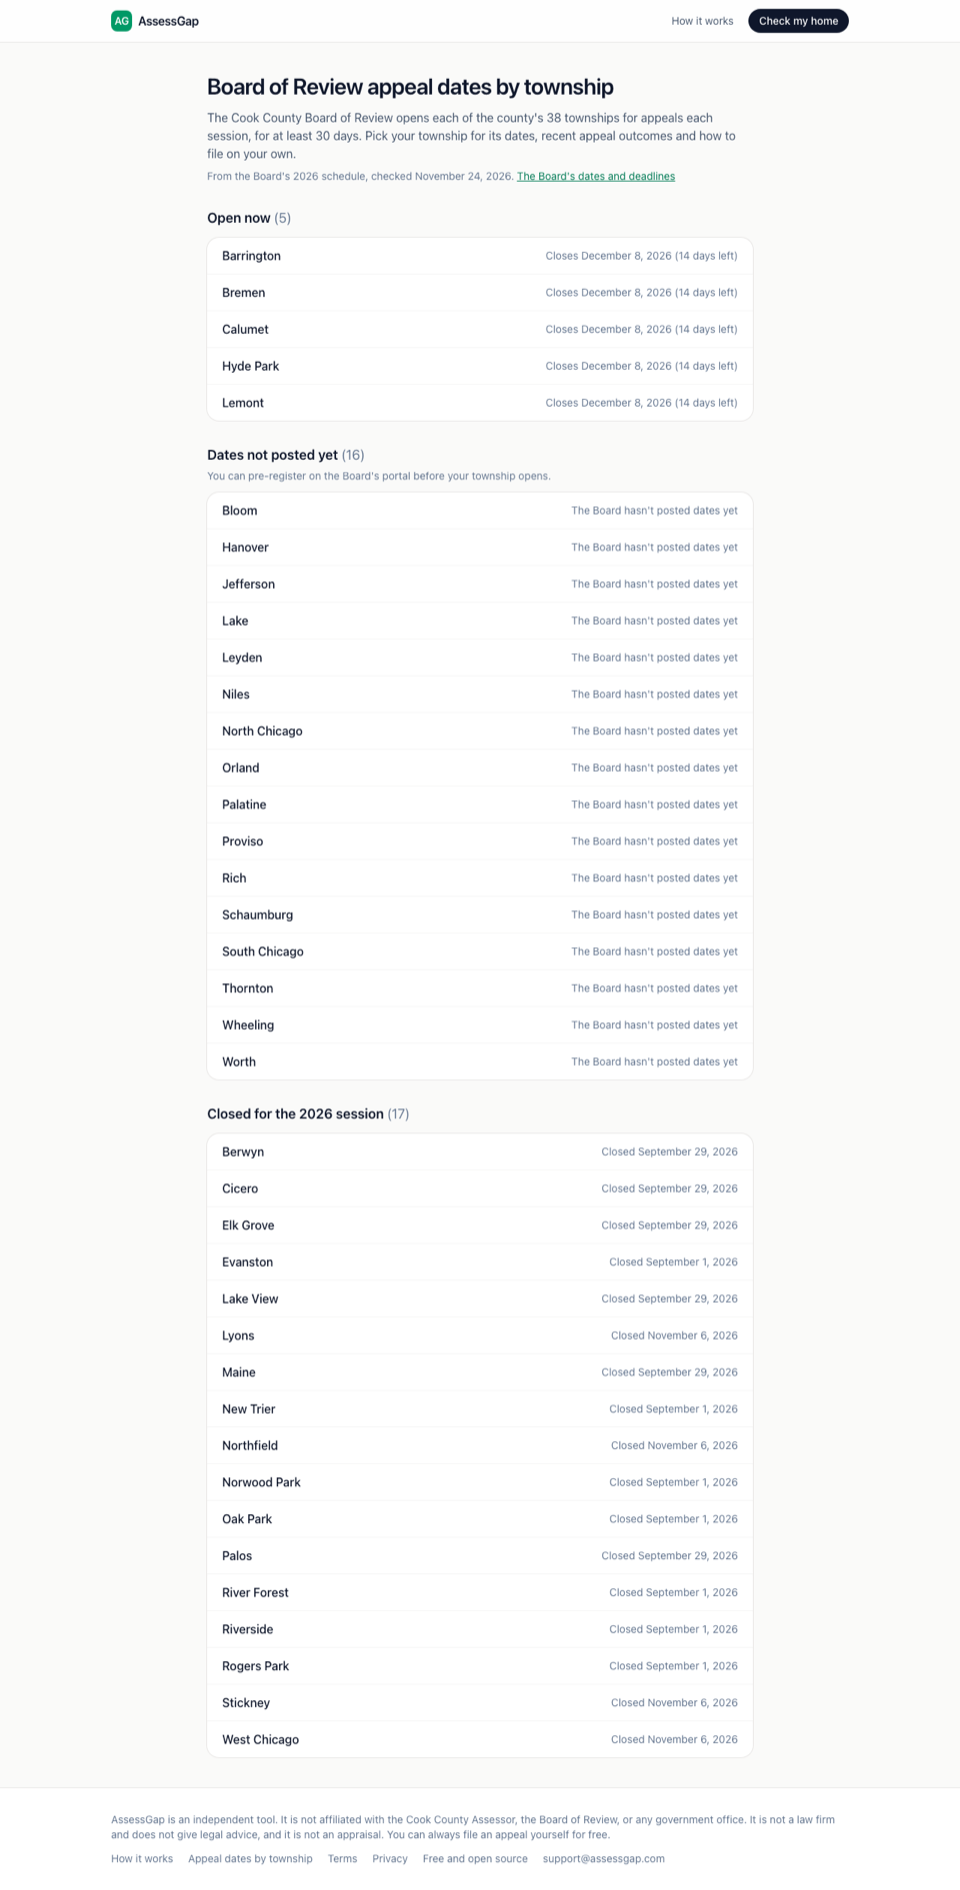 AG AssessGap How it works Check my home
Board of Review appeal dates by township
The Cook County Board of Review opens each of the county's 38 townships for appeals each
session, for at least 30 days. Pick your township for its dates, recent appeal outcomes and how to
file on your own.
From the Board's 2026 schedule, checked November 24, 2026. The Board's dates and deadlines
Open now (5)
Barrington Closes December 8, 2026 (14 days left)
Bremen Closes December 8, 2026 (14 days left)
Calumet Closes December 8, 2026 (14 days left)
Hyde Park Closes December 8, 2026 (14 days left)
Lemont Closes December 8, 2026 (14 days left)
Dates not posted yet (16)
You can pre-register on the Board's portal before your township opens.
Bloom The Board hasn't posted dates yet
Hanover The Board hasn't posted dates yet
Jefferson The Board hasn't posted dates yet
Lake The Board hasn't posted dates yet
Leyden The Board hasn't posted dates yet
Niles The Board hasn't posted dates yet
North Chicago The Board hasn't posted dates yet
Orland The Board hasn't posted dates yet
Palatine The Board hasn't posted dates yet
Proviso The Board hasn't posted dates yet
Rich The Board hasn't posted dates yet
Schaumburg The Board hasn't posted dates yet
South Chicago The Board hasn't posted dates yet
Thornton The Board hasn't posted dates yet
Wheeling The Board hasn't posted dates yet
Worth The Board hasn't posted dates yet
Closed for the 2026 session (17)
Berwyn Closed September 29, 2026
Cicero Closed September 29, 2026
Elk Grove Closed September 29, 2026
Evanston Closed September 1, 2026
Lake View Closed September 29, 2026
Lyons Closed November 6, 2026
Maine Closed September 29, 2026
New Trier Closed September 1, 2026
Northfield Closed November 6, 2026
Norwood Park Closed September 1, 2026
Oak Park Closed September 1, 2026
Palos Closed September 29, 2026
River Forest Closed September 1, 2026
Riverside Closed September 1, 2026
Rogers Park Closed September 1, 2026
Stickney Closed November 6, 2026
West Chicago Closed November 6, 2026
AssessGap is an independent tool. It is not affiliated with the Cook County Assessor, the Board of Review, or any government office. It is not a law firm
and does not give legal advice, and it is not an appraisal. You can always file an appeal yourself for free.
How it works Appeal dates by township Terms Privacy Free and open source support@assessgap.com